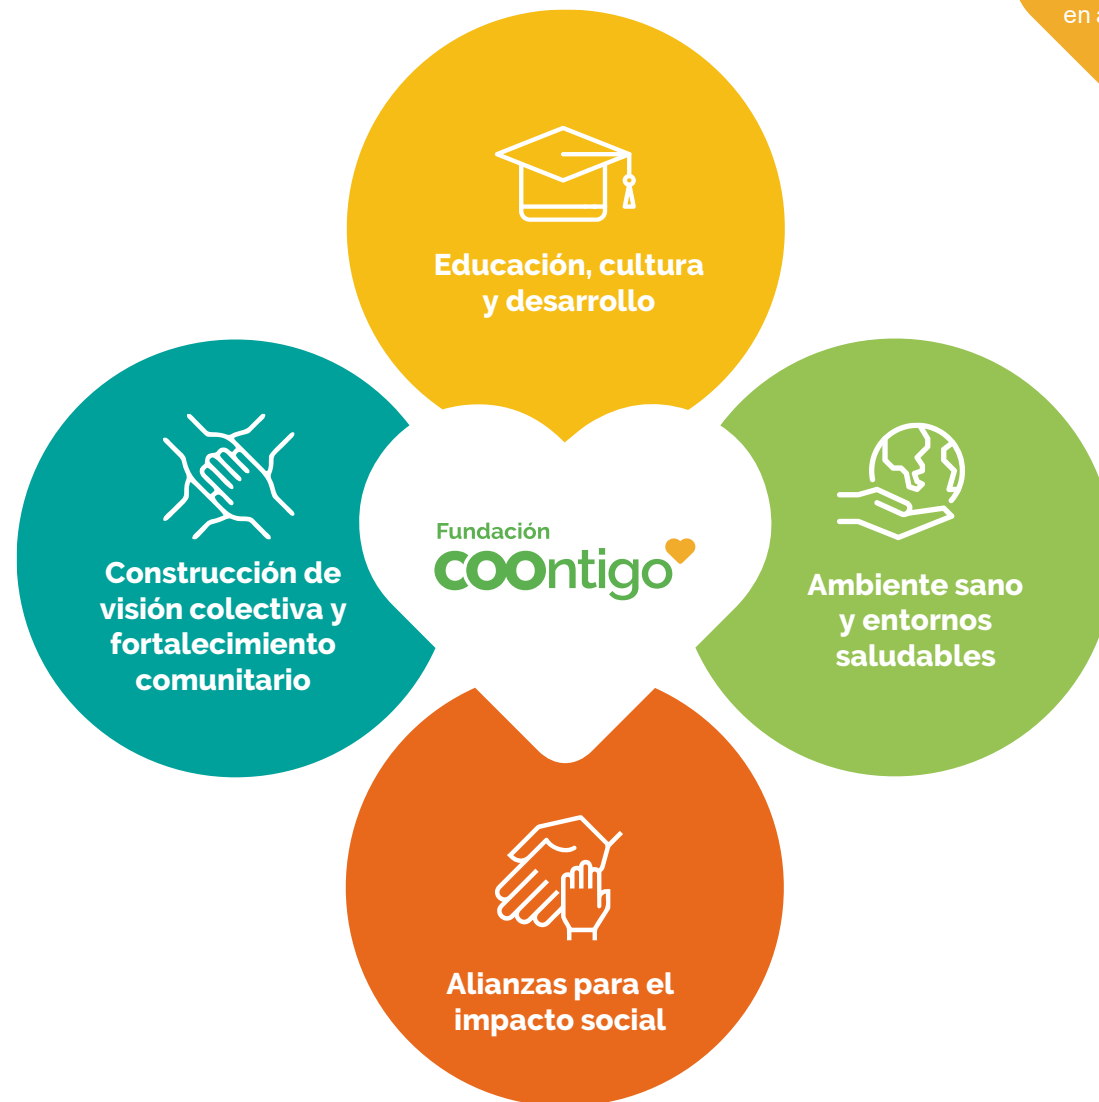 en
Educación, cultura
y desarrollo
Construcción de
visión colectiva y
fortalecimiento
comunitario
Fundación
COOntigo
Ambiente sano
y entornos
saludables
Alianzas para el
impacto social